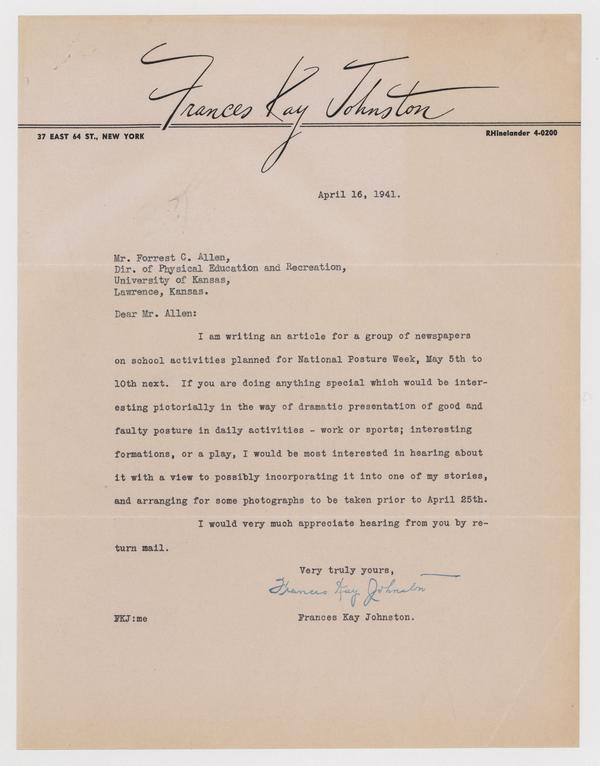 Frances Kay Johnston
37 EAST 64 ST., NEW YORK
RHinelander 4-0200
April 16, 1941.
Mr. Forrest C. Allen,
Dir. of Physical Education and Recreation,
University of Kansas,
Lawrence, Kansas.
Dear Mr. Allen:
I am writing an article for a group of newspapers
on school activities planned for National Posture Week, May 5th to
10th next. If you are doing anything special which would be inter-
esting pictorially in the way of dramatic presentation of good and
faulty posture in daily activities - work or sports; interesting
formations, or a play, I would be most interested in hearing about
it with a view to possibly incorporating it into one of my stories,
and arranging for some photographs to be taken prior to April 25th.
I would very much appreciate hearing from you by re-
turn mail.
Very truly yours,
Frances Kay Johnston
FKJ:me
Frances Kay Johnston.